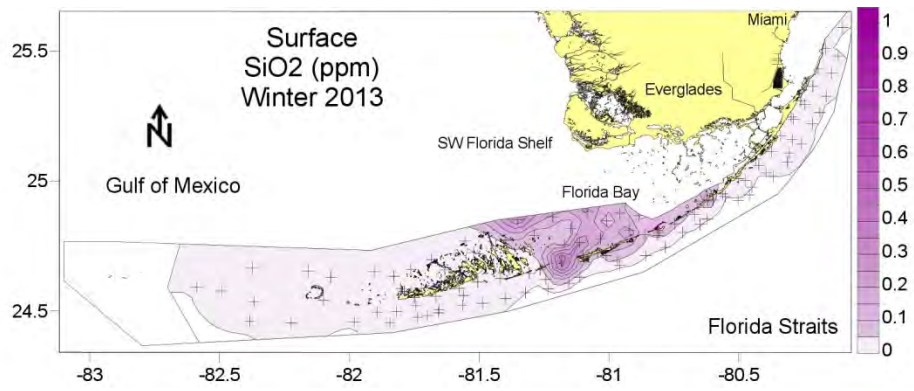 Surface
SiO2 (ppm)
Winter 2013
N
Gulf of Mexico
Miami
Everglades
SW Florida Shelf
Florida Bay
Florida Straits
25.5
25
24.5
-83
-82.5
-82
-81.5
-81
-80.5
1
0.9
0.8
0.7
0.6
0.5
0.4
0.3
0.2
0.1
0